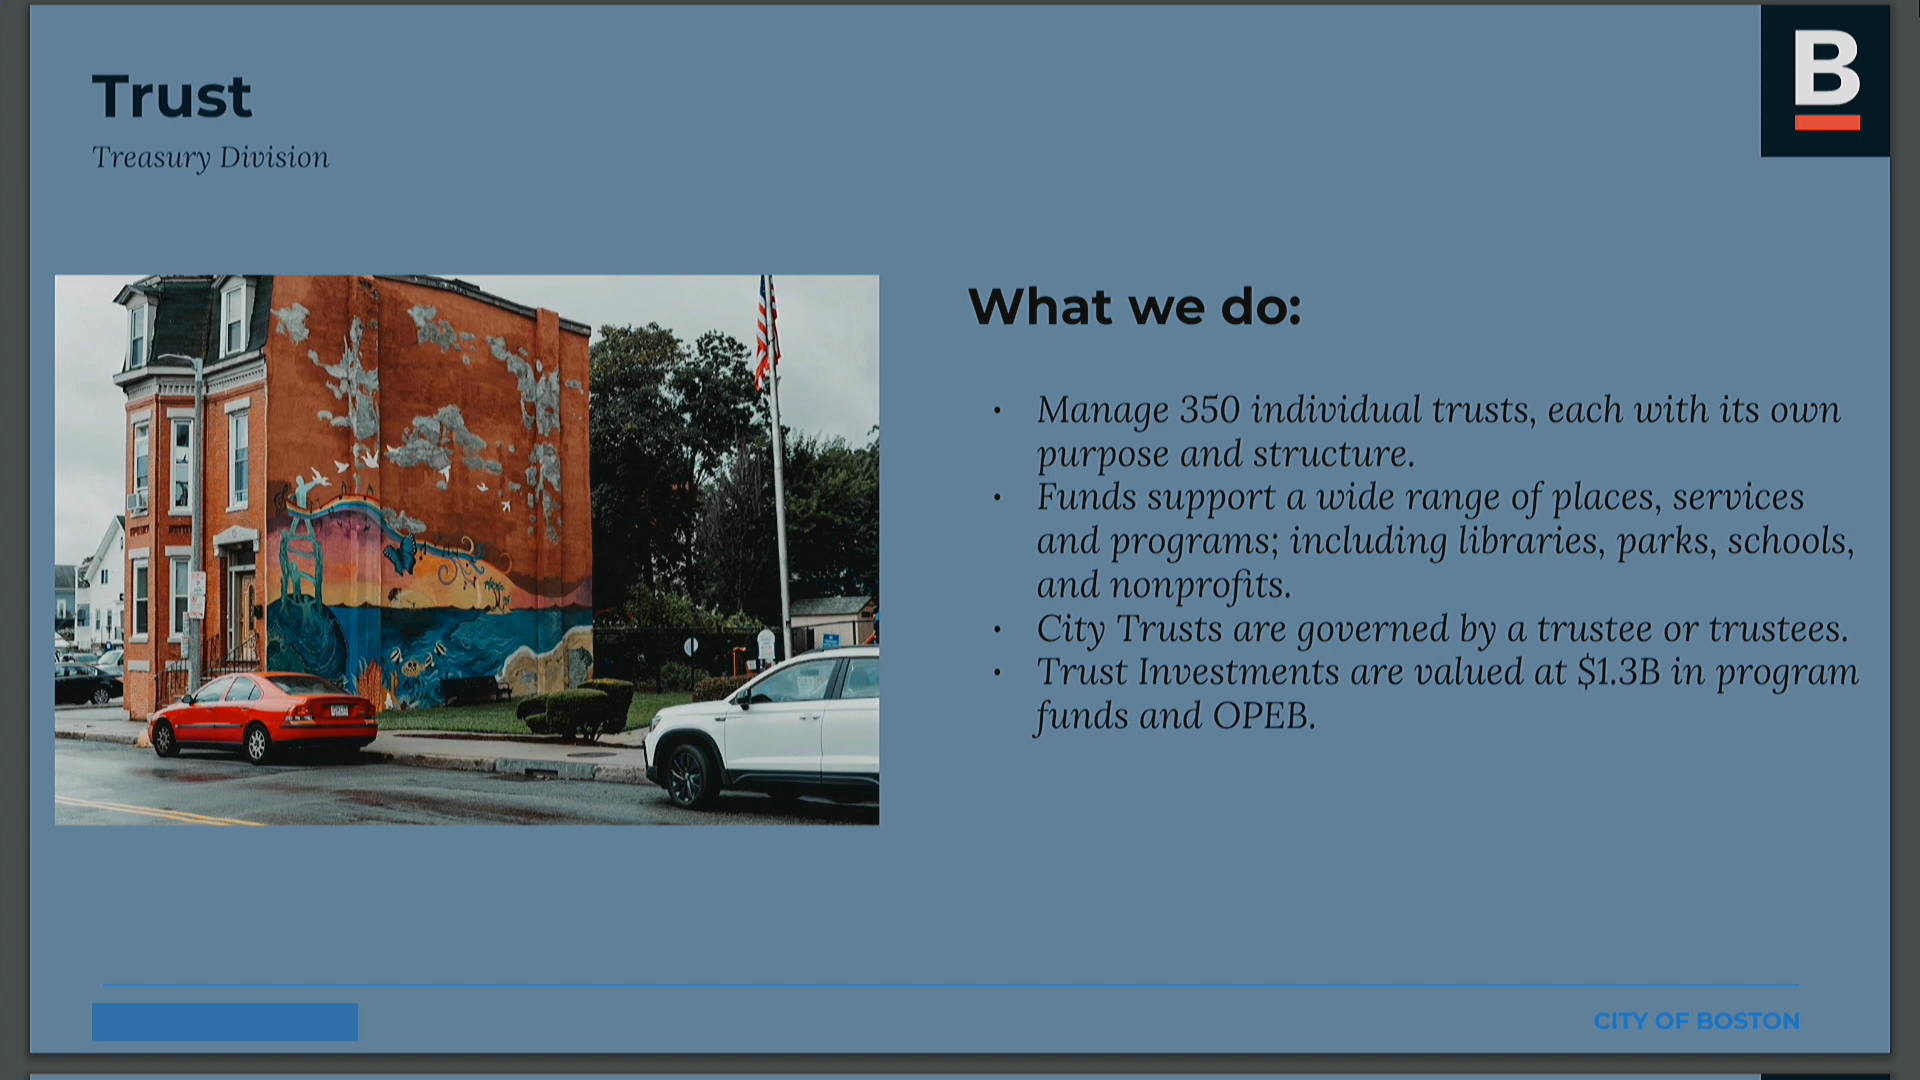 B
Trust
Treasury Division
What we do:
• Manage 350 individual trusts, each with its own
purpose and structure.
• Funds support a wide range of places, services
and programs; including libraries, parks, schools,
and nonprofits.
• City Trusts are governed by a trustee or trustees.
• Trust Investments are valued at $1.3B in program
funds and OPEB.
CITY OF BOSTON